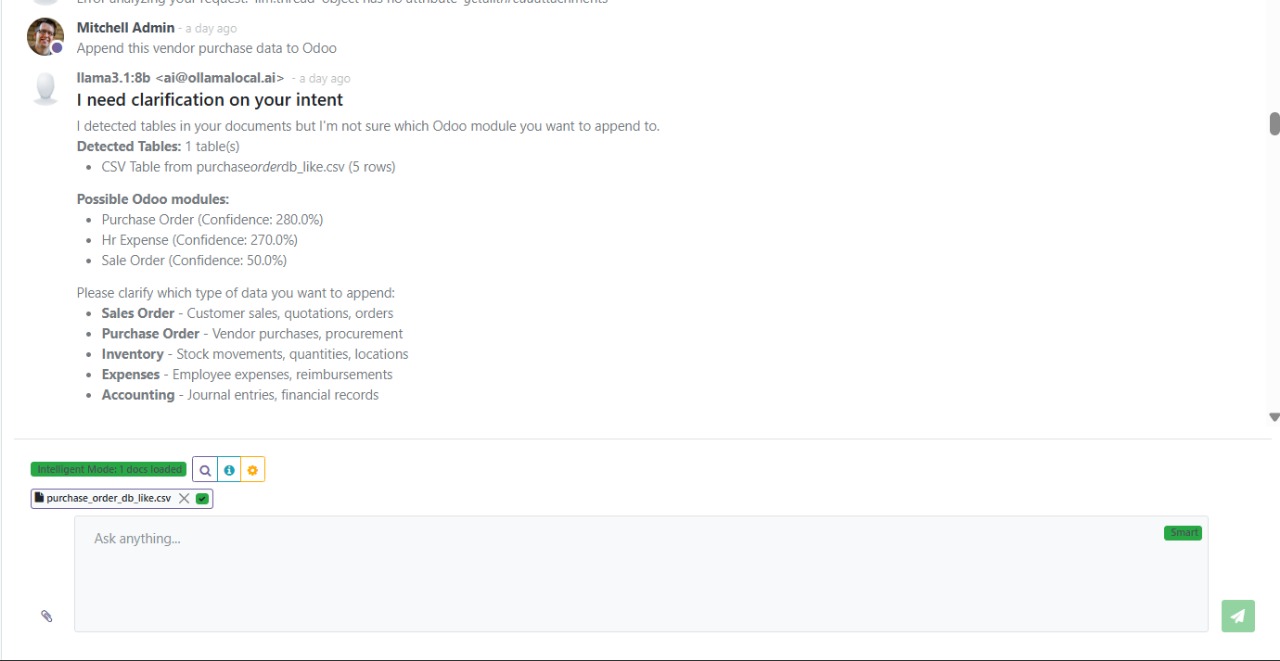 Error analyzing your request: 'llm.thread' object has no attribute
Mitchell Admin - a day ago
Append this vendor purchase data to Odoo
llama3.1:8b <ai@ollamalocal.ai> - a day ago
I need clarification on your intent
I detected tables in your documents but I'm not sure which Odoo module you want to append to.
Detected Tables: 1 table(s)
• CSV Table from purchaseorderdb_like.csv (5 rows)
Possible Odoo modules:
• Purchase Order (Confidence: 280.0%)
• Hr Expense (Confidence: 270.0%)
• Sale Order (Confidence: 50.0%)
Please clarify which type of data you want to append:
• Sales Order - Customer sales, quotations, orders
• Purchase Order - Vendor purchases, procurement
• Inventory - Stock movements, quantities, locations
• Expenses - Employee expenses, reimbursements
• Accounting - Journal entries, financial records
Intelligent Mode: 1 docs loaded
purchase_order_db_like.csv
Ask anything...
Smart